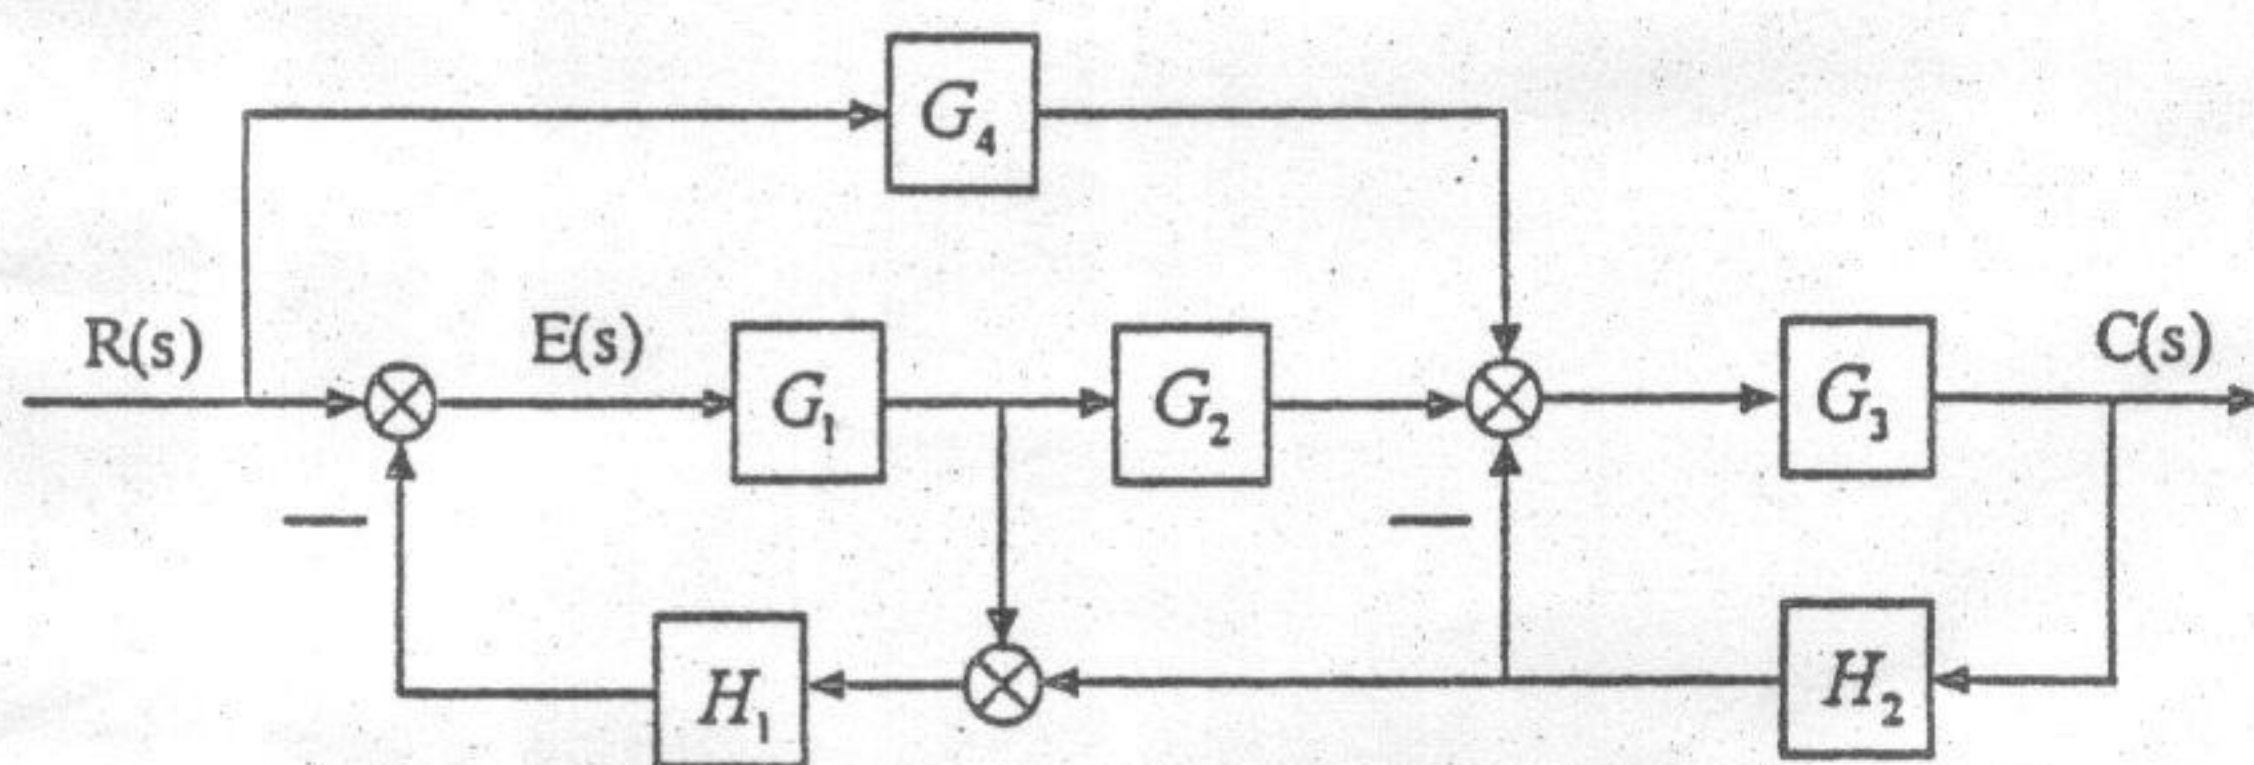 G₄
R(s)
E(s)
G₁
G₂
G₃
C(s)
—
—
H₁
H₂